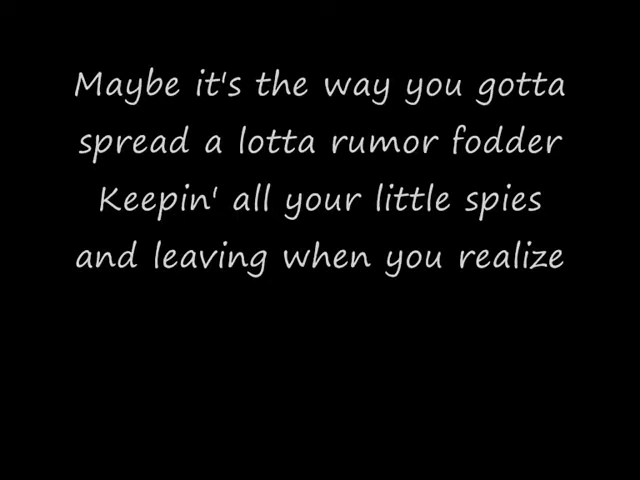 Maybe it's the way you gotta
spread a lotta rumor fodder
Keepin' all your little spies
and leaving when you realize